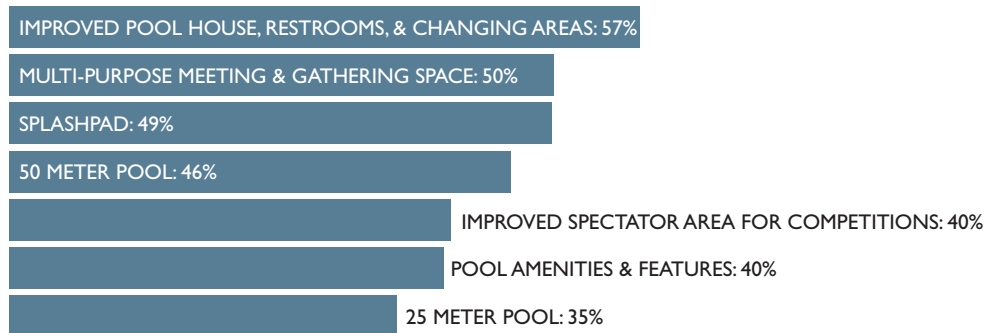 IMPROVED POOL HOUSE, RESTROOMS, & CHANGING AREAS: 57%
MULTI-PURPOSE MEETING & GATHERING SPACE: 50%
SPLASHPAD: 49%
50 METER POOL: 46%
IMPROVED SPECTATOR AREA FOR COMPETITIONS: 40%
POOL AMENITIES & FEATURES: 40%
25 METER POOL: 35%